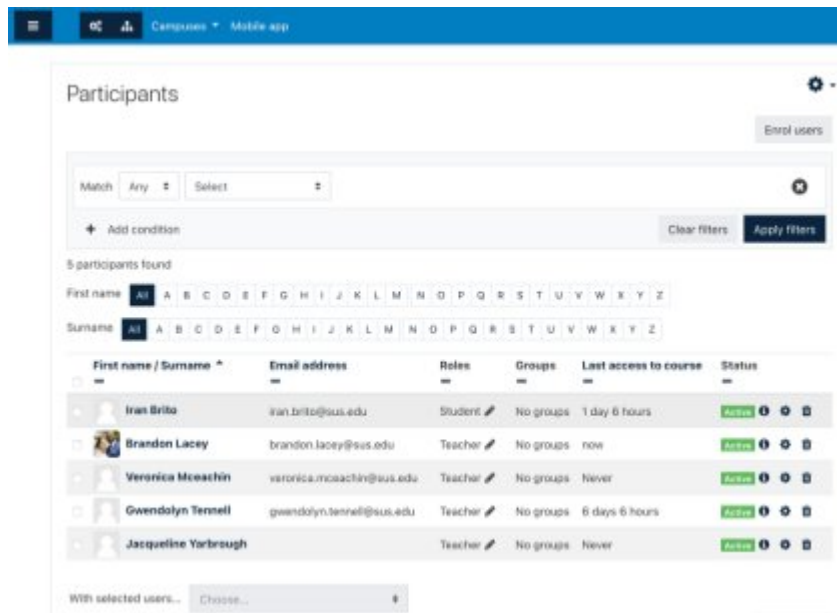 Campuses Mobile app
Participants
Enrol users
Match Any Select
Add condition Clear filters Apply filters
5 participants found
First name All A B C D E F G H I J K L M N O P Q R S T U V W X Y Z
Surname All A B C D E F G H I J K L M N O P Q R S T U V W X Y Z
First name / Surname Email address Roles Groups Last access to course Status
Iran Brito iran.brito@sus.edu Student No groups 1 day 6 hours Active
Brandon Lacey brandon.lacey@sus.edu Teacher No groups now Active
Veronica Mceachin veronica.mceachin@sus.edu Teacher No groups Never Active
Gwendolyn Tennell gwendolyn.tennell@sus.edu Teacher No groups 6 days 6 hours Active
Jacqueline Yarbrough Teacher No groups Never Active
With selected users... Choose...